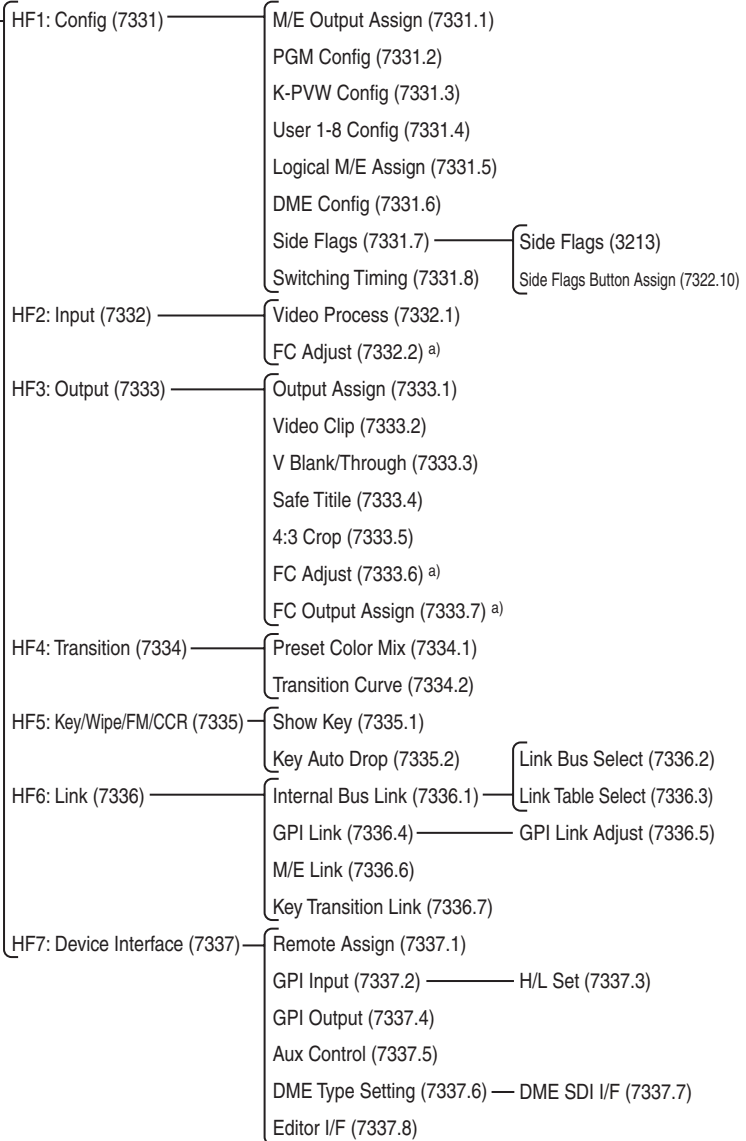 HF1: Config (7331)
M/E Output Assign (7331.1)
PGM Config (7331.2)
K-PVW Config (7331.3)
User 1-8 Config (7331.4)
Logical M/E Assign (7331.5)
DME Config (7331.6)
Side Flags (7331.7)
Side Flags (3213)
Switching Timing (7331.8)
Side Flags Button Assign (7322.10)
HF2: Input (7332)
Video Process (7332.1)
FC Adjust (7332.2) a)
HF3: Output (7333)
Output Assign (7333.1)
Video Clip (7333.2)
V Blank/Through (7333.3)
Safe Titile (7333.4)
4:3 Crop (7333.5)
FC Adjust (7333.6) a)
FC Output Assign (7333.7) a)
HF4: Transition (7334)
Preset Color Mix (7334.1)
Transition Curve (7334.2)
HF5: Key/Wipe/FM/CCR (7335)
Show Key (7335.1)
Key Auto Drop (7335.2)
Link Bus Select (7336.2)
HF6: Link (7336)
Internal Bus Link (7336.1)
Link Table Select (7336.3)
GPI Link (7336.4)
GPI Link Adjust (7336.5)
M/E Link (7336.6)
Key Transition Link (7336.7)
HF7: Device Interface (7337)
Remote Assign (7337.1)
GPI Input (7337.2)
H/L Set (7337.3)
GPI Output (7337.4)
Aux Control (7337.5)
DME Type Setting (7337.6)
DME SDI I/F (7337.7)
Editor I/F (7337.8)